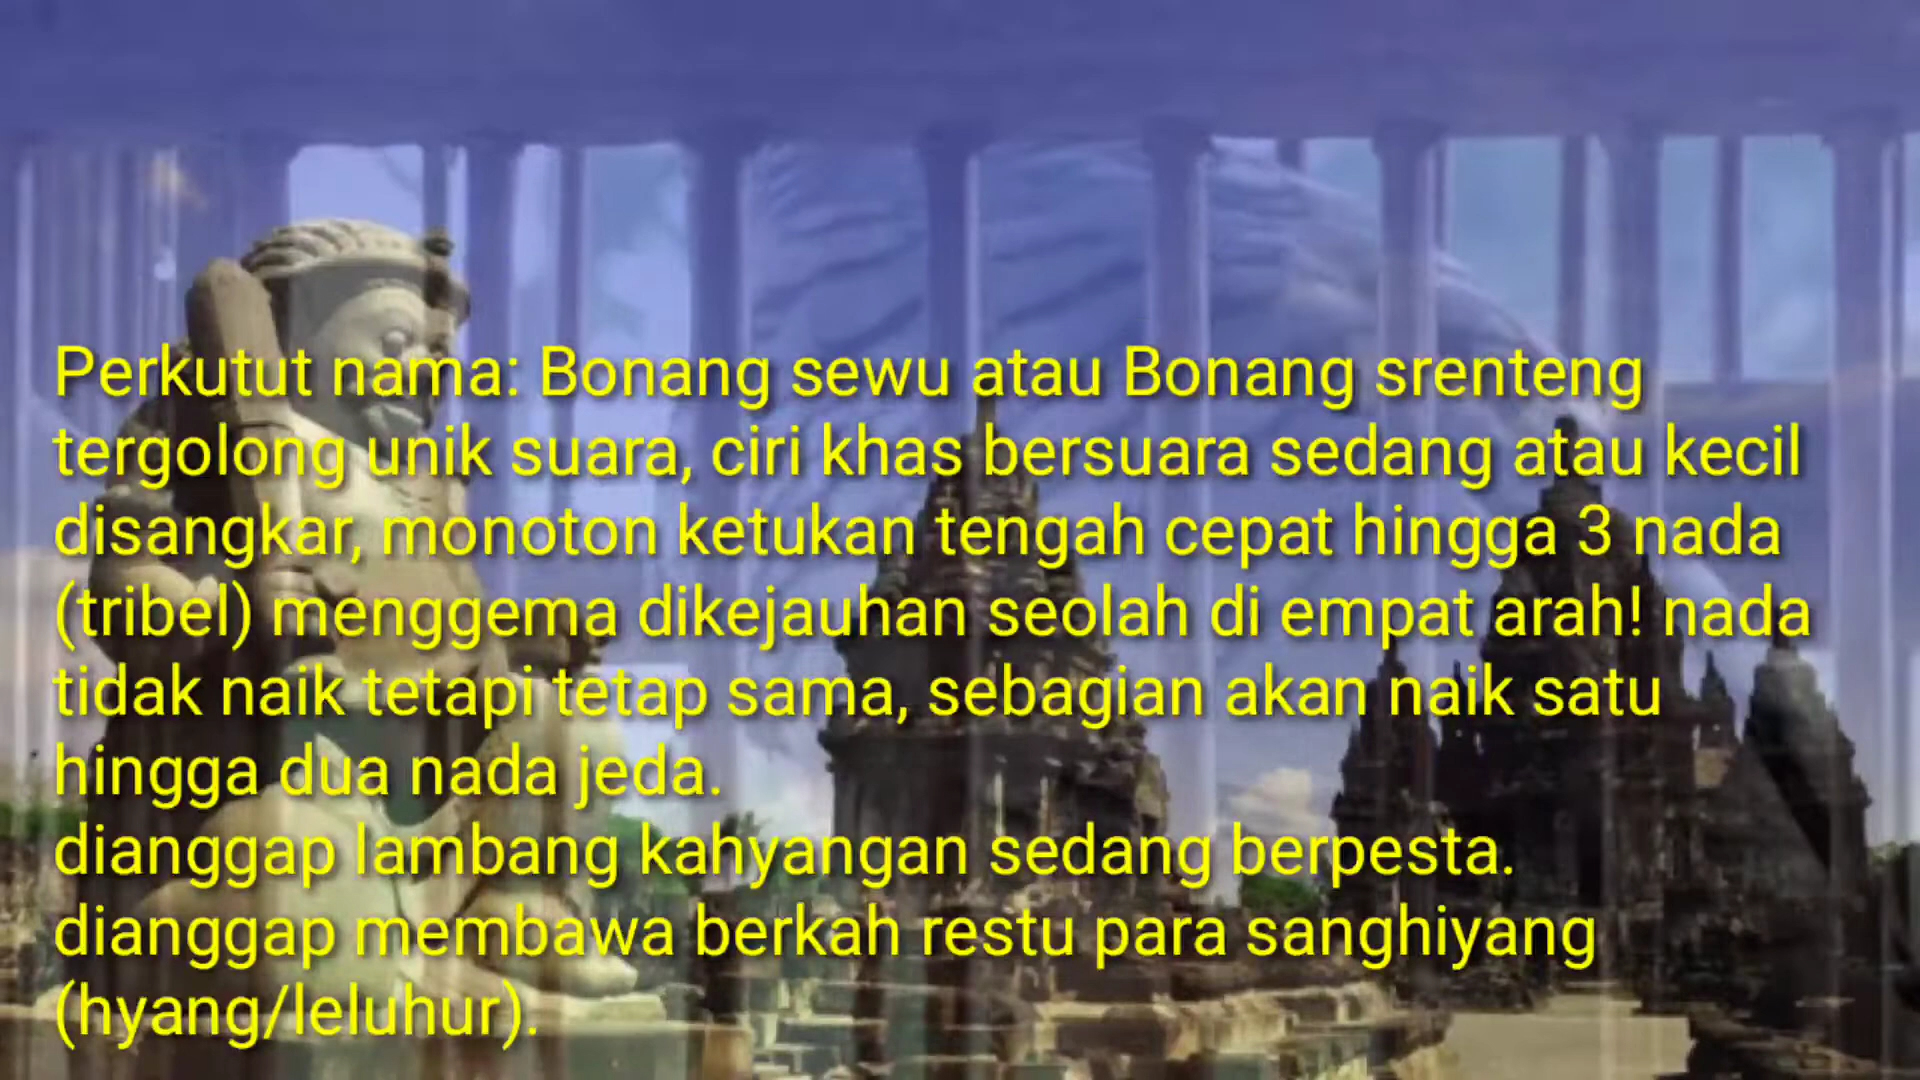 Perkutut nama: Bonang sewu atau Bonang srenteng
tergolong unik suara, ciri khas bersuara sedang atau kecil
disangkar, monoton ketukan tengah cepat hingga 3 nada
(tribel) menggema dikejauhan seolah di empat arah! nada
tidak naik tetapi tetap sama, sebagian akan naik satu
hingga dua nada jeda.
dianggap lambang kahyangan sedang berpesta.
dianggap membawa berkah restu para sanghiyang
(hyang/leluhur).